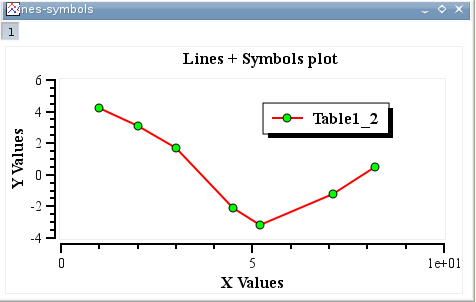 nes-symbols
1
Lines + Symbols plot
Table1_2
6
4
2
0
-2
-4
Y Values
0
5
1e+01
X Values